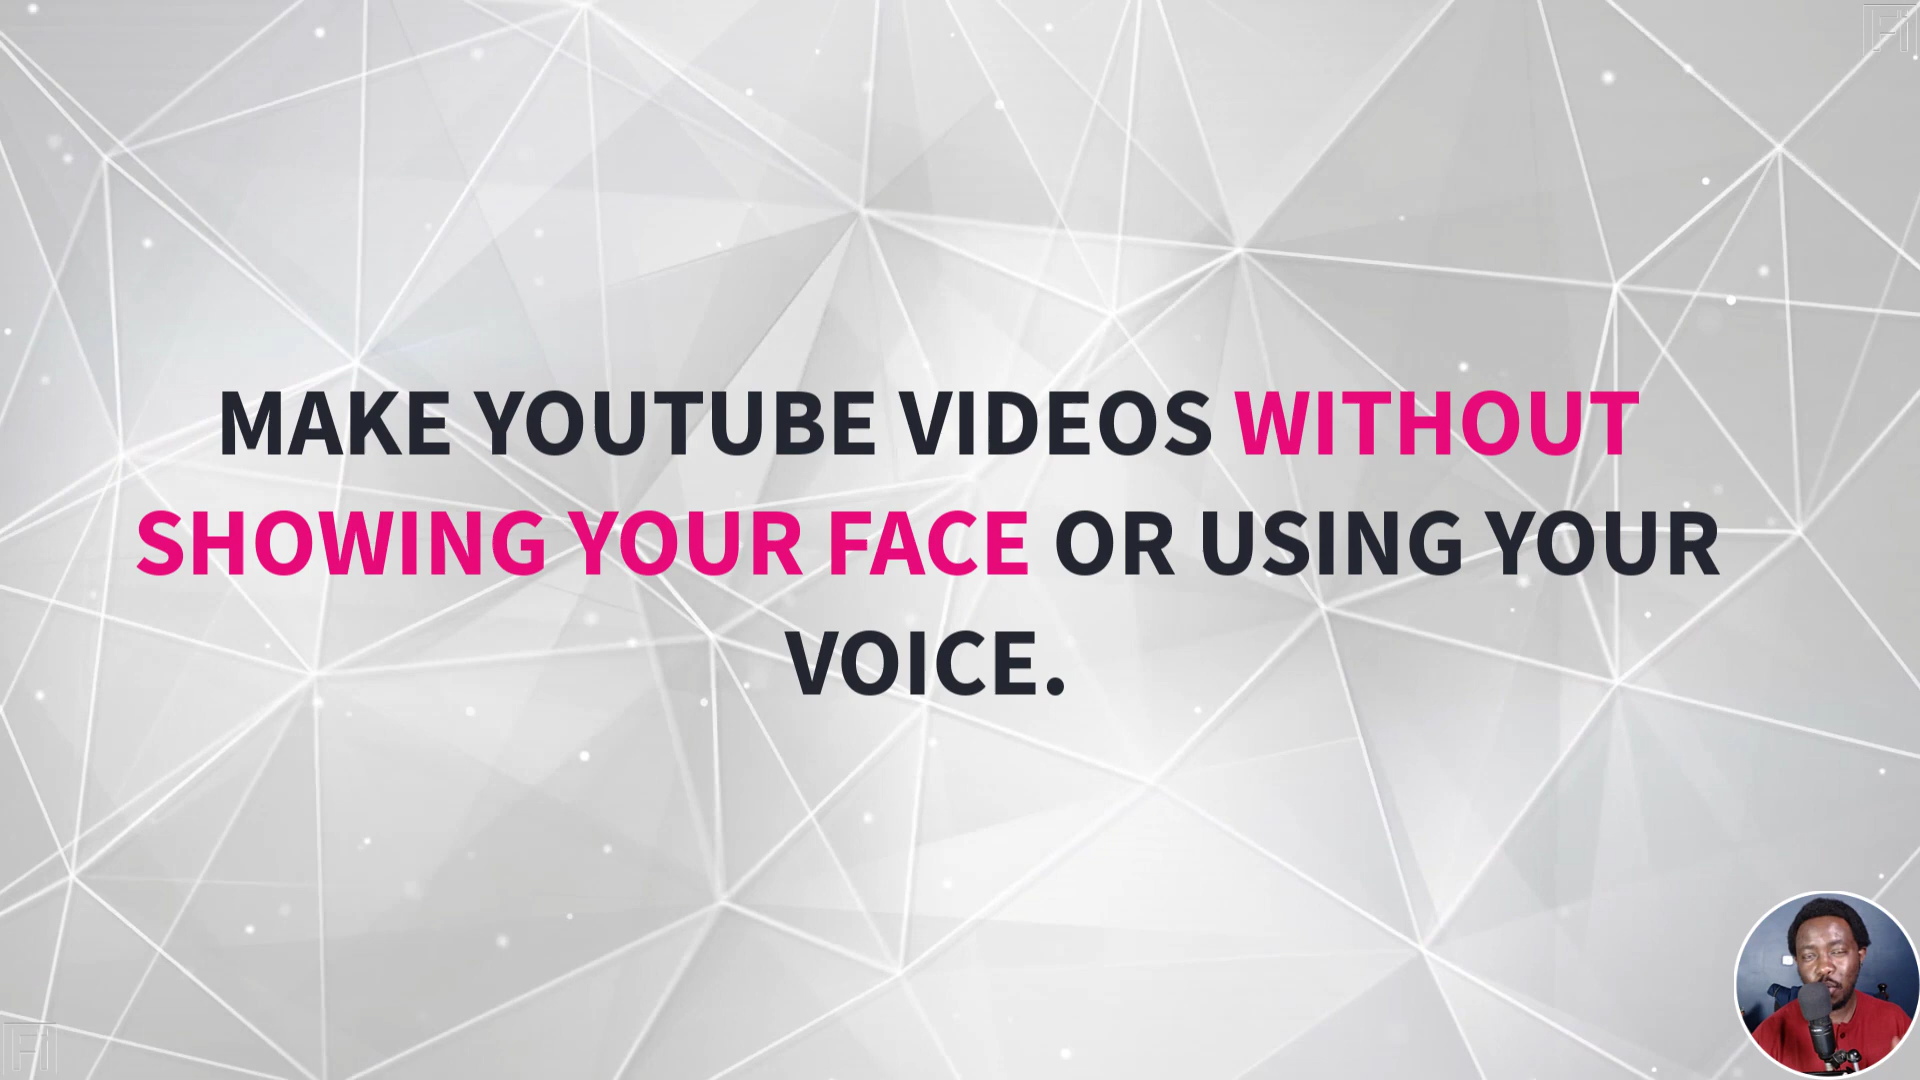 MAKE YOUTUBE VIDEOS WITHOUT
SHOWING YOUR FACE OR USING YOUR
VOICE.